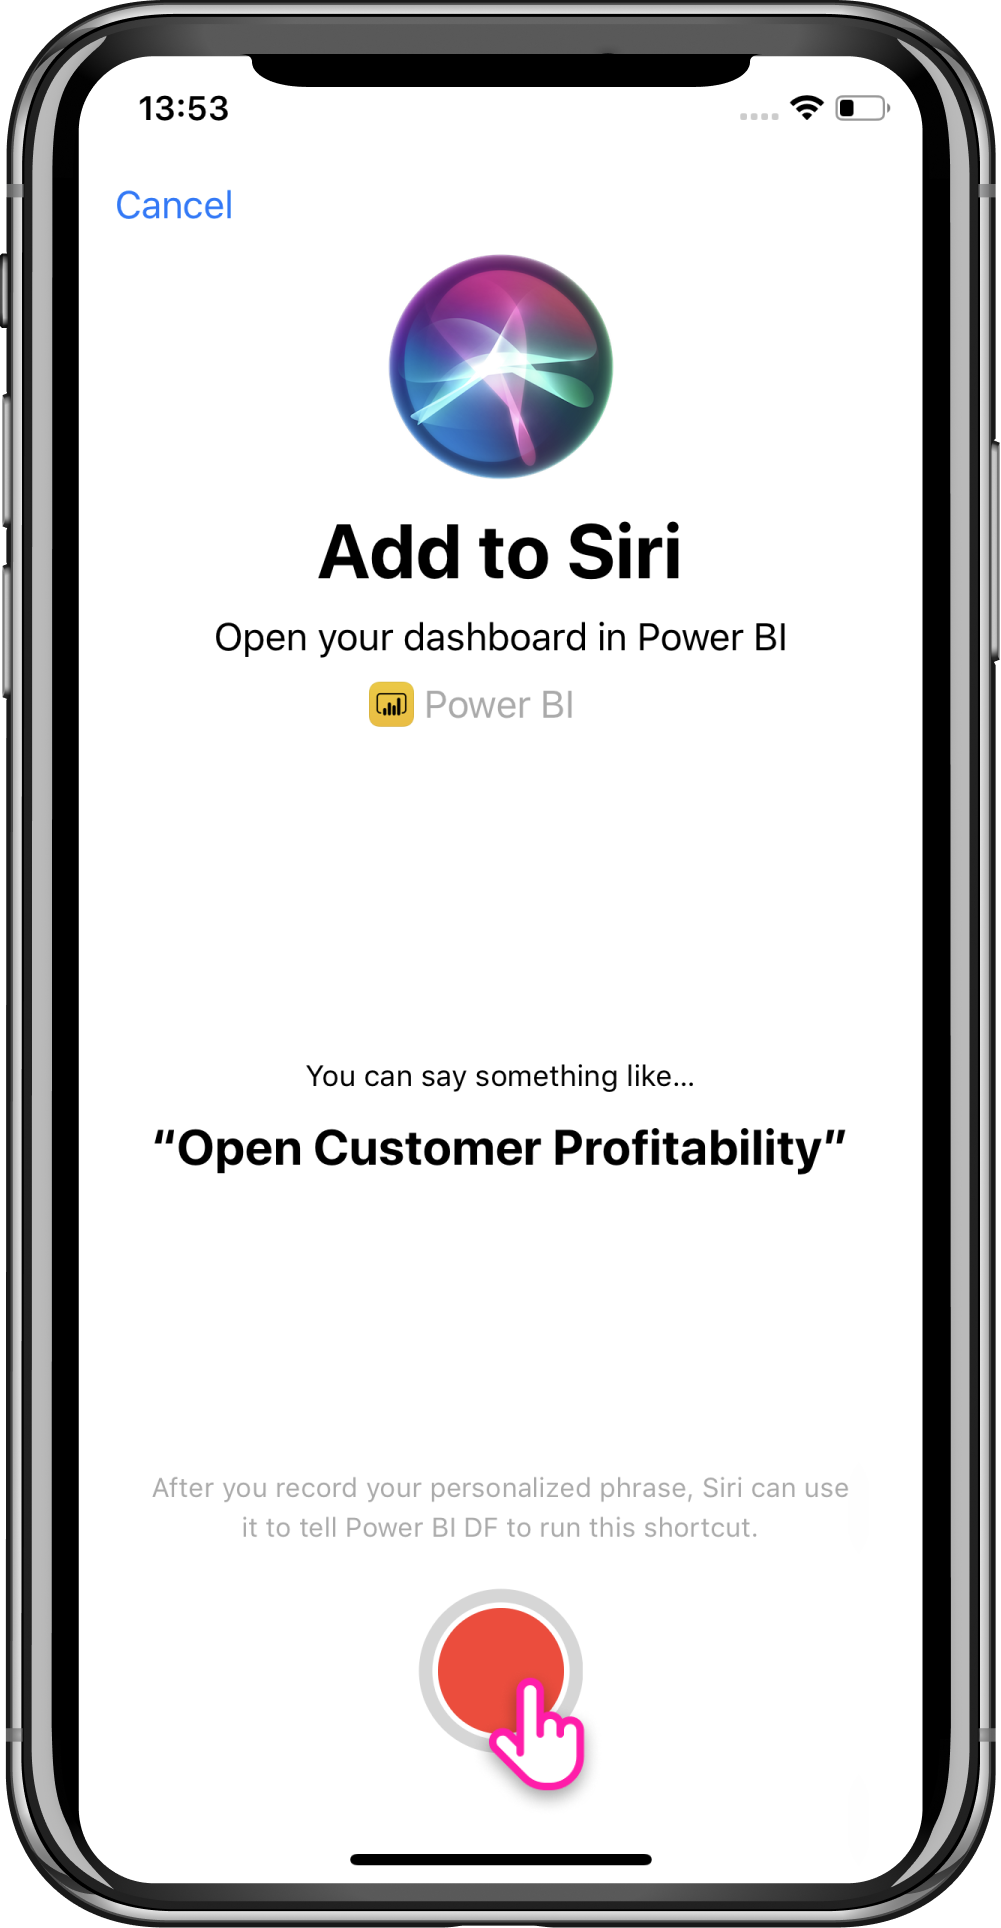 13:53
Cancel
Add to Siri
Open your dashboard in Power BI
Power BI
You can say something like...
“Open Customer Profitability”
After you record your personalized phrase, Siri can use
it to tell Power BI DF to run this shortcut.